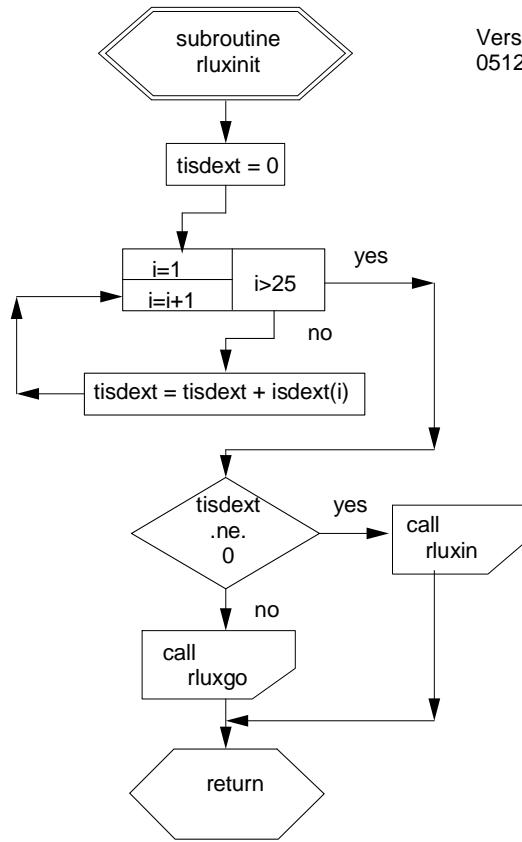 subroutine
rluxinit
Vers
0512
tisdext = 0
i=1
i=i+1
i>25
yes
no
tisdext = tisdext + isdext(i)
tisdext
.ne.
0
yes
call
rluxin
no
call
rluxgo
return